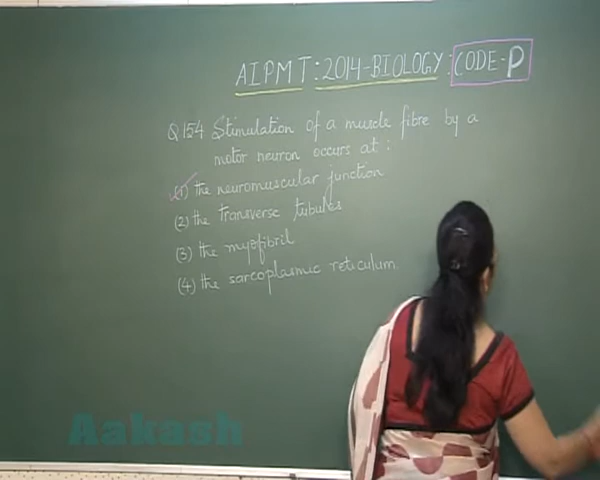 AIPMT: 2014-BIOLOGY: CODE-P
Q 154 Stimulation of a muscle fibre by a
motor neuron occurs at :
(1) the neuromuscular junction
(2) the transverse tubules
(3) the myofibril
(4) the sarcoplasmic reticulum.
Aakash